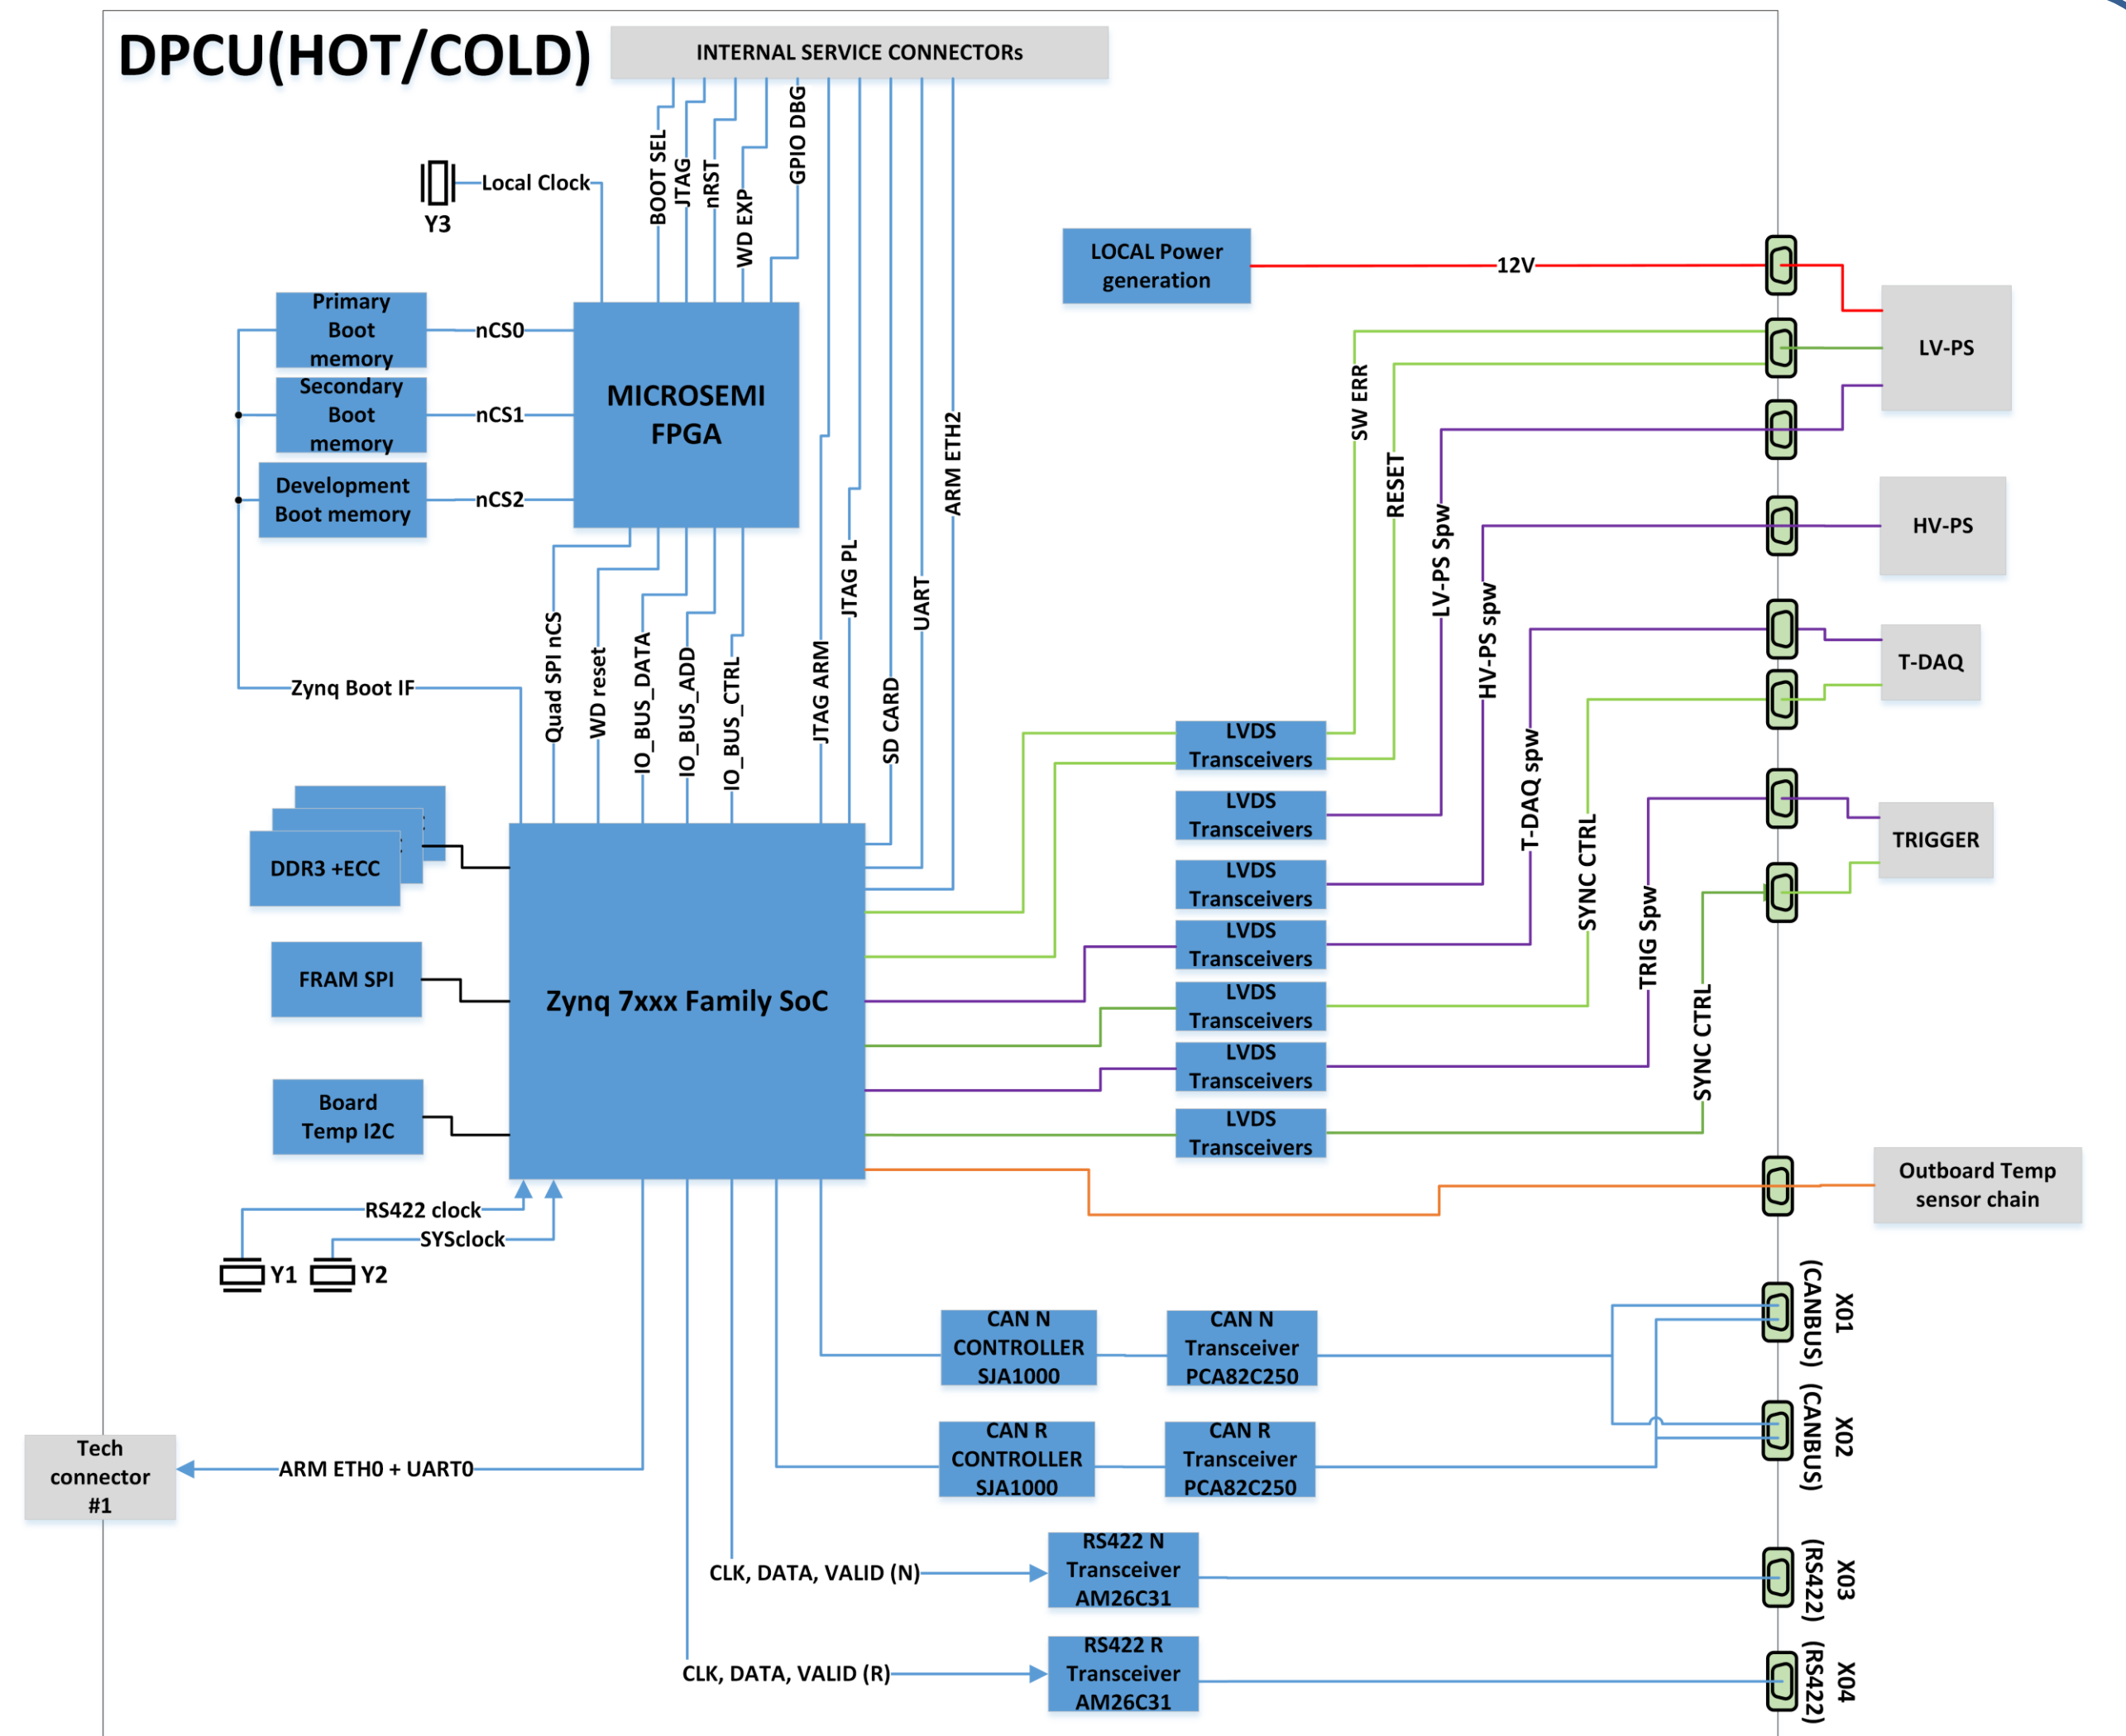 DPCU(HOT/COLD)
INTERNAL SERVICE CONNECTORs
BOOT SEL
JTAG
nRST
WD EXP
GPIO DBG
Local Clock
Y3
LOCAL Power
generation
12V
LV-PS
Primary
Boot
memory
nCS0
Secondary
Boot
memory
nCS1
Development
Boot memory
nCS2
MICROSEMI
FPGA
SW ERR
RESET
ARM ETH2
LV-PS Spw
HV-PS
HV-PS spw
JTAG PL
UART
T-DAQ
Quad SPI nCS
WD reset
IO_BUS_DATA
IO_BUS_ADD
IO_BUS_CTRL
JTAG ARM
SD CARD
Zynq Boot IF
T-DAQ spw
SYNC CTRL
TRIG Spw
SYNC CTRL
TRIGGER
LVDS
Transceivers
LVDS
Transceivers
LVDS
Transceivers
LVDS
Transceivers
LVDS
Transceivers
LVDS
Transceivers
LVDS
Transceivers
DDR3 +ECC
FRAM SPI
Zynq 7xxx Family SoC
Board
Temp I2C
Outboard Temp
sensor chain
RS422 clock
SYSclock
Y1
Y2
CAN N
CONTROLLER
SJA1000
CAN N
Transceiver
PCA82C250
X01
(CANBUS)
CAN R
CONTROLLER
SJA1000
CAN R
Transceiver
PCA82C250
X02
(CANBUS)
Tech
connector
#1
ARM ETH0 + UART0
CLK, DATA, VALID (N)
RS422 N
Transceiver
AM26C31
X03
(RS422)
CLK, DATA, VALID (R)
RS422 R
Transceiver
AM26C31
X04
(RS422)